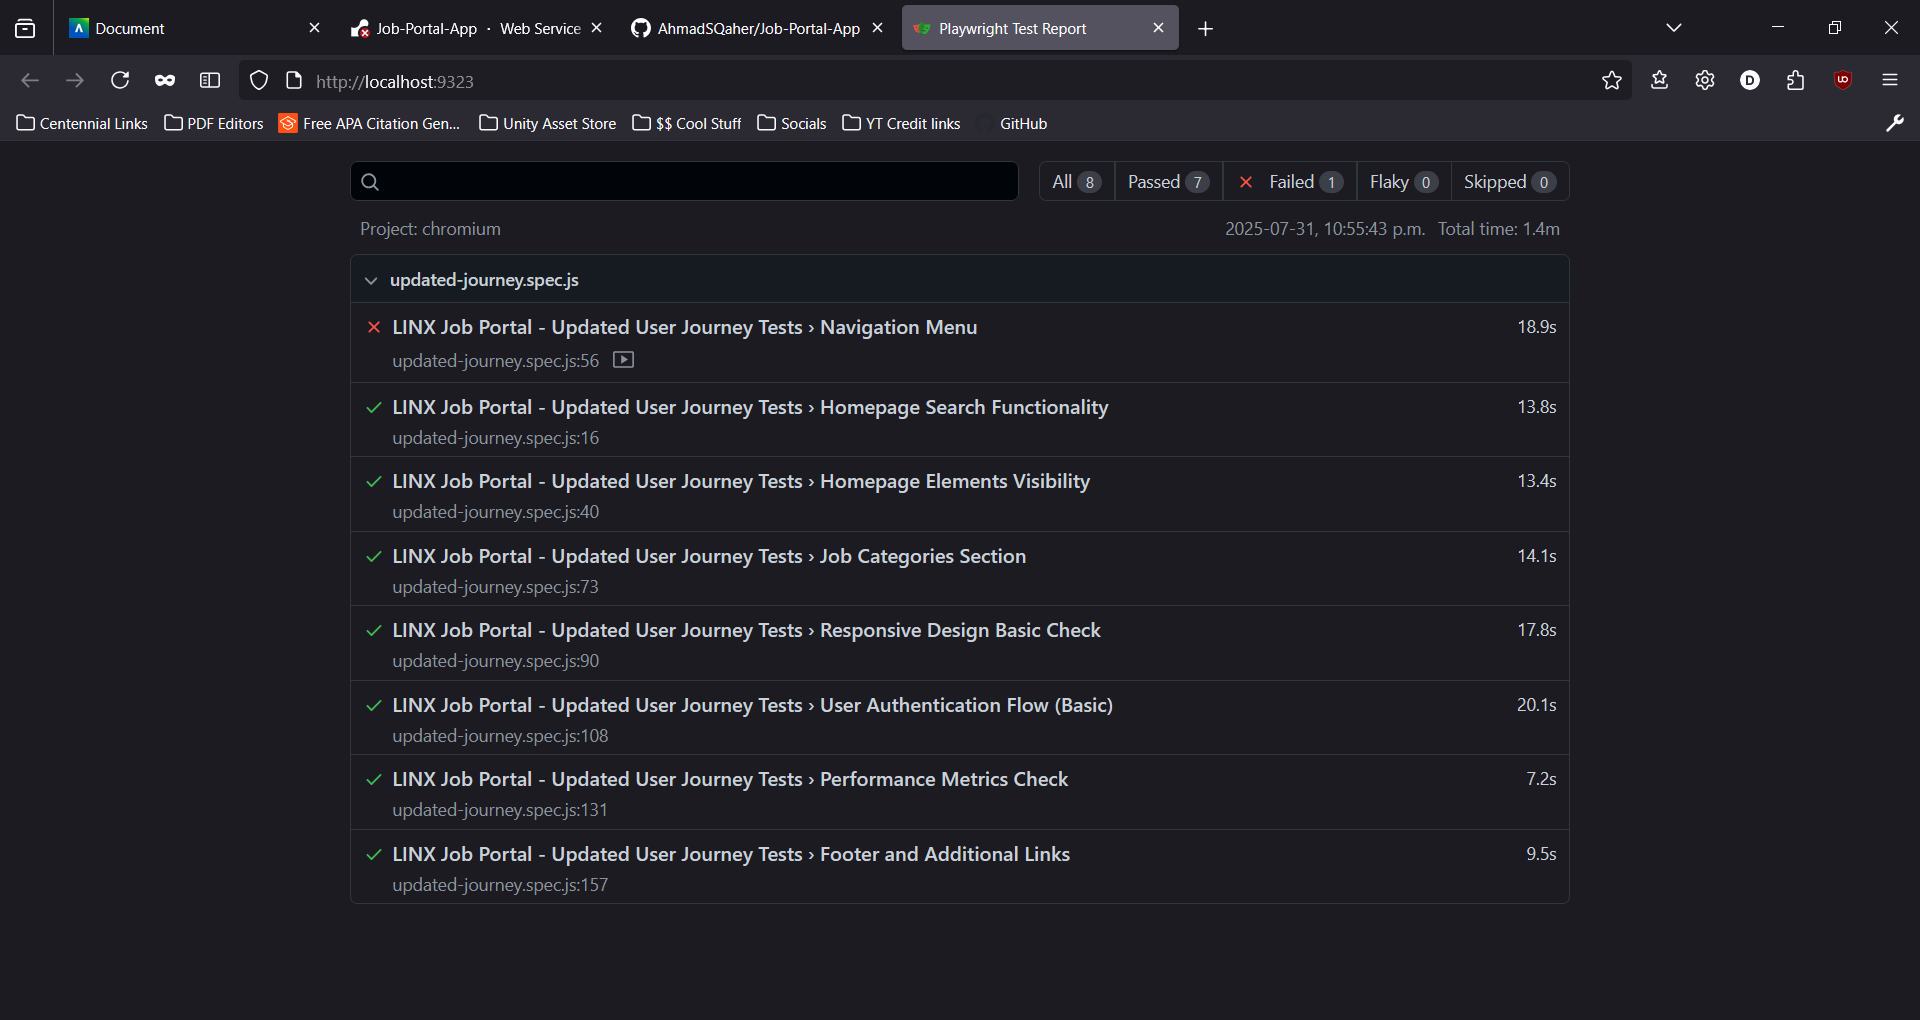 Document
Job-Portal-App · Web Service
AhmadSQaher/Job-Portal-App
Playwright Test Report
http://localhost:9323
Centennial Links
PDF Editors
Free APA Citation Gen...
Unity Asset Store
$$ Cool Stuff
Socials
YT Credit links
GitHub
All 8
Passed 7
Failed 1
Flaky 0
Skipped 0
Project: chromium
2025-07-31, 10:55:43 p.m. Total time: 1.4m
updated-journey.spec.js
LINX Job Portal - Updated User Journey Tests › Navigation Menu 18.9s
updated-journey.spec.js:56
LINX Job Portal - Updated User Journey Tests › Homepage Search Functionality 13.8s
updated-journey.spec.js:16
LINX Job Portal - Updated User Journey Tests › Homepage Elements Visibility 13.4s
updated-journey.spec.js:40
LINX Job Portal - Updated User Journey Tests › Job Categories Section 14.1s
updated-journey.spec.js:73
LINX Job Portal - Updated User Journey Tests › Responsive Design Basic Check 17.8s
updated-journey.spec.js:90
LINX Job Portal - Updated User Journey Tests › User Authentication Flow (Basic) 20.1s
updated-journey.spec.js:108
LINX Job Portal - Updated User Journey Tests › Performance Metrics Check 7.2s
updated-journey.spec.js:131
LINX Job Portal - Updated User Journey Tests › Footer and Additional Links 9.5s
updated-journey.spec.js:157